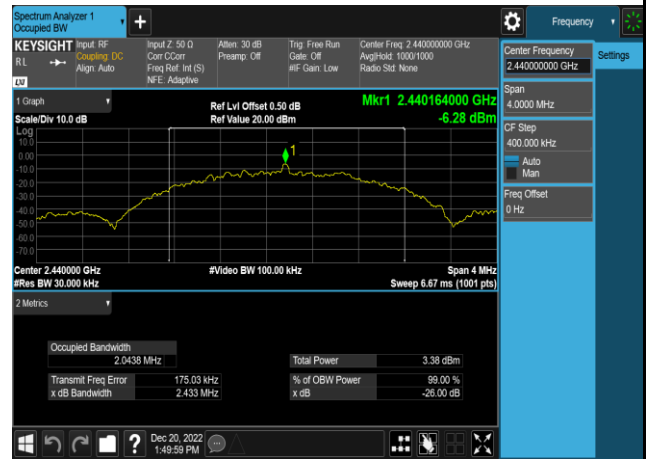 Spectrum Analyzer 1
Occupied BW
Frequency
KEYSIGHT
RL
LXI
Input: RF
Coupling: DC
Align: Auto
Input Z: 50 Ω
Corr CCorr
Freq Ref: Int (S)
NFE: Adaptive
Atten: 30 dB
Preamp: Off
Trig: Free Run
Gate: Off
#IF Gain: Low
Center Freq: 2.440000000 GHz
Avg|Hold: 1000/1000
Radio Std: None
Center Frequency
2.440000000 GHz
Settings
Span
4.0000 MHz
CF Step
400.000 kHz
Auto
Man
Freq Offset
0 Hz
1 Graph
Scale/Div 10.0 dB
Ref Lvl Offset 0.50 dB
Ref Value 20.00 dBm
Mkr1 2.440164000 GHz
-6.28 dBm
Log
10.0
0.00
-10.0
-20.0
-30.0
-40.0
-50.0
-60.0
-70.0
1
Center 2.440000 GHz
#Res BW 30.000 kHz
#Video BW 100.00 kHz
Span 4 MHz
Sweep 6.67 ms (1001 pts)
2 Metrics
Occupied Bandwidth
2.0438 MHz
Total Power 3.38 dBm
Transmit Freq Error 175.03 kHz
% of OBW Power 99.00 %
x dB Bandwidth 2.433 MHz
x dB -26.00 dB
?
Dec 20, 2022
1:49:59 PM